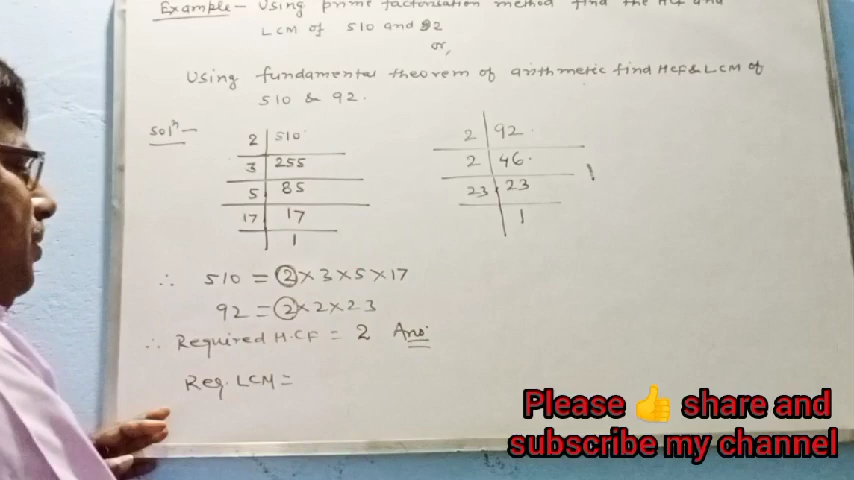 Example- Using prime factorisation method find the HCF and
LCM of 510 and 92
or,
Using fundamental theorem of arithmetic find HCF & LCM of
510 & 92.
Solⁿ-
2 | 510
3 | 255
5 | 85
17 | 17
1
2 | 92.
2 | 46.
23 | 23
1
∴ 510 = 2×3×5×17
92 = 2×2×23
∴ Required H.CF = 2 Ans.
Req. LCM =
Please 👍 share and
subscribe my channel